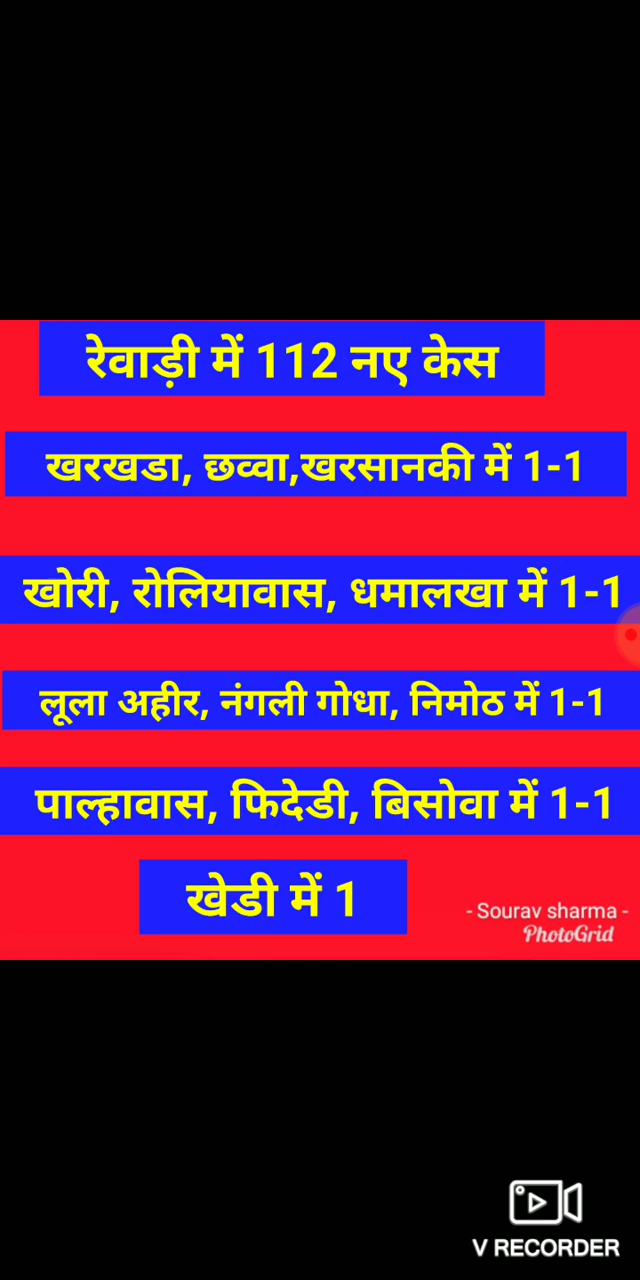 रेवाड़ी में 112 नए केस
खरखडा, छव्वा,खरसानकी में 1-1
खोरी, रोलियावास, धमालखा में 1-1
लूला अहीर, नंगली गोधा, निमोठ में 1-1
पाल्हावास, फिदेडी, बिसोवा में 1-1
खेडी में 1
- Sourav sharma -
PhotoGrid
V RECORDER